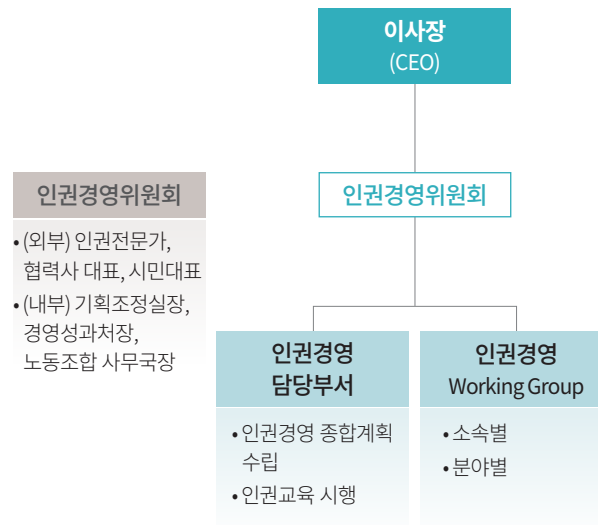 이사장
(CEO)
인권경영위원회
• (외부) 인권전문가,
협력사 대표, 시민대표
• (내부) 기획조정실장,
경영성과처장,
노동조합 사무국장
인권경영위원회
인권경영
담당부서
• 인권경영 종합계획
수립
• 인권교육 시행
인권경영
Working Group
• 소속별
• 분야별